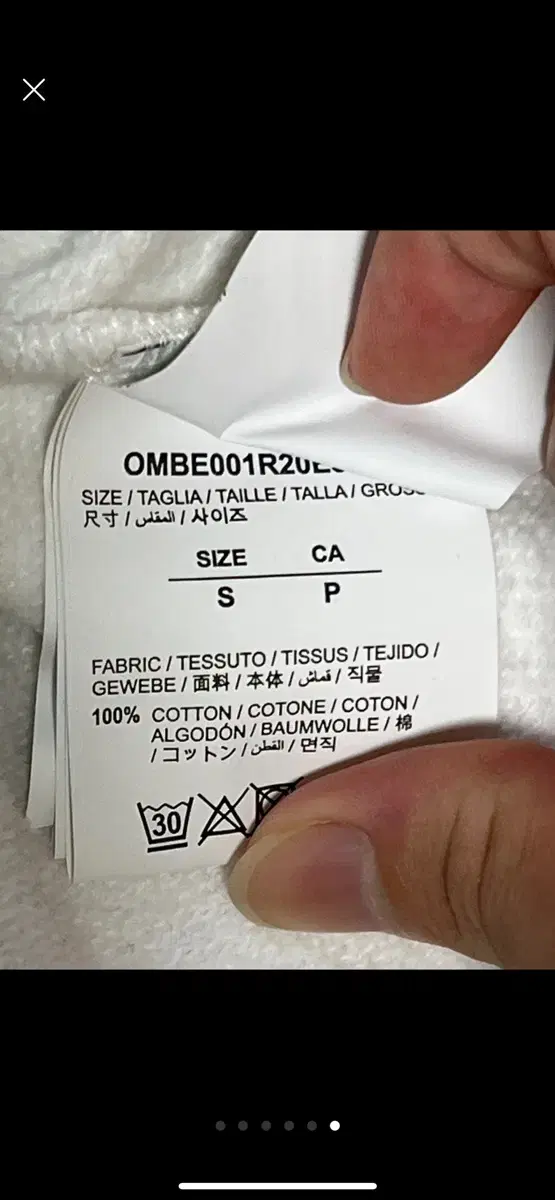 OMBE001R20
SIZE / TAGLIA / TAILLE / TALLA /
尺寸 / المقاس / 사이즈
SIZE CA
S P
FABRIC / TESSUTO / TISSUS / TEJIDO /
GEWEBE / 面料 / 本体 / قماش / 직물
100% COTTON / COTONE / COTON /
ALGODÓN / BAUMWOLLE / 棉
/ コットン / القطن / 면직
30